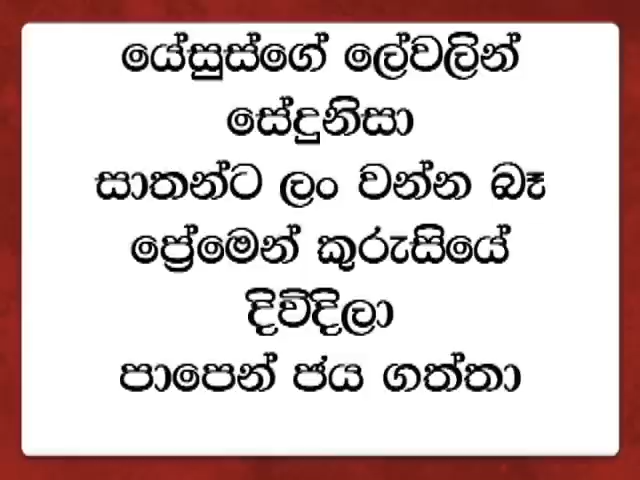 යේසුස්ගේ ලේවලින්
සේදුනිසා
සාතන්ට ලං වන්න බෑ
ප්‍රේමෙන් කුරුසියේ
දිවිදිලා
පාපෙන් ජය ගත්තා